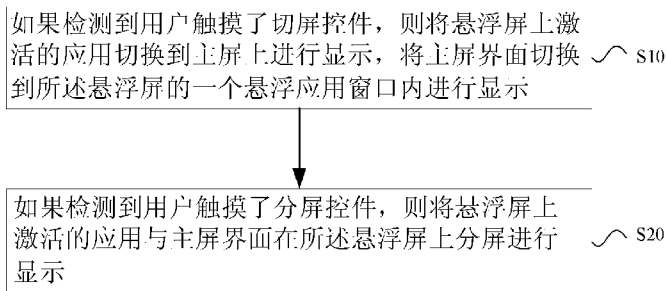 如果检测到用户触摸了切屏控件，则将悬浮屏上激
活的应用切换到主屏上进行显示，将主屏界面切换
到所述悬浮屏的一个悬浮应用窗口内进行显示
S10
如果检测到用户触摸了分屏控件，则将悬浮屏上
激活的应用与主屏界面在所述悬浮屏上分屏进行
显示
S20